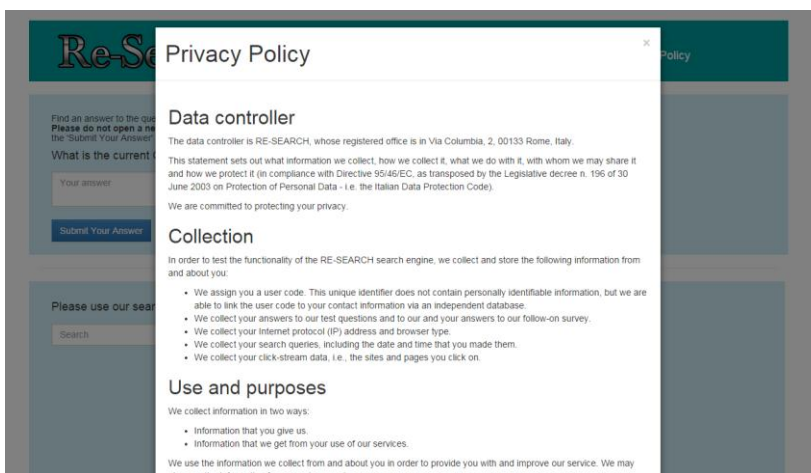 Re-Se
Privacy Policy
×
Policy
Find an answer to the que
Please do not open a ne
the 'Submit Your Answer'
What is the current
Your answer
Submit Your Answer
Please use our sear
Search
Data controller
The data controller is RE-SEARCH, whose registered office is in Via Columbia, 2, 00133 Rome, Italy.
This statement sets out what information we collect, how we collect it, what we do with it, with whom we may share it
and how we protect it (in compliance with Directive 95/46/EC, as transposed by the Legislative decree n. 196 of 30
June 2003 on Protection of Personal Data - i.e. the Italian Data Protection Code).
We are committed to protecting your privacy.
Collection
In order to test the functionality of the RE-SEARCH search engine, we collect and store the following information from
and about you:
• We assign you a user code. This unique identifier does not contain personally identifiable information, but we are
able to link the user code to your contact information via an independent database.
• We collect your answers to our test questions and to our and your answers to our follow-on survey.
• We collect your Internet protocol (IP) address and browser type.
• We collect your search queries, including the date and time that you made them.
• We collect your click-stream data, i.e., the sites and pages you click on.
Use and purposes
We collect information in two ways:
• Information that you give us.
• Information that we get from your use of our services.
We use the information we collect from and about you in order to provide you with and improve our service. We may